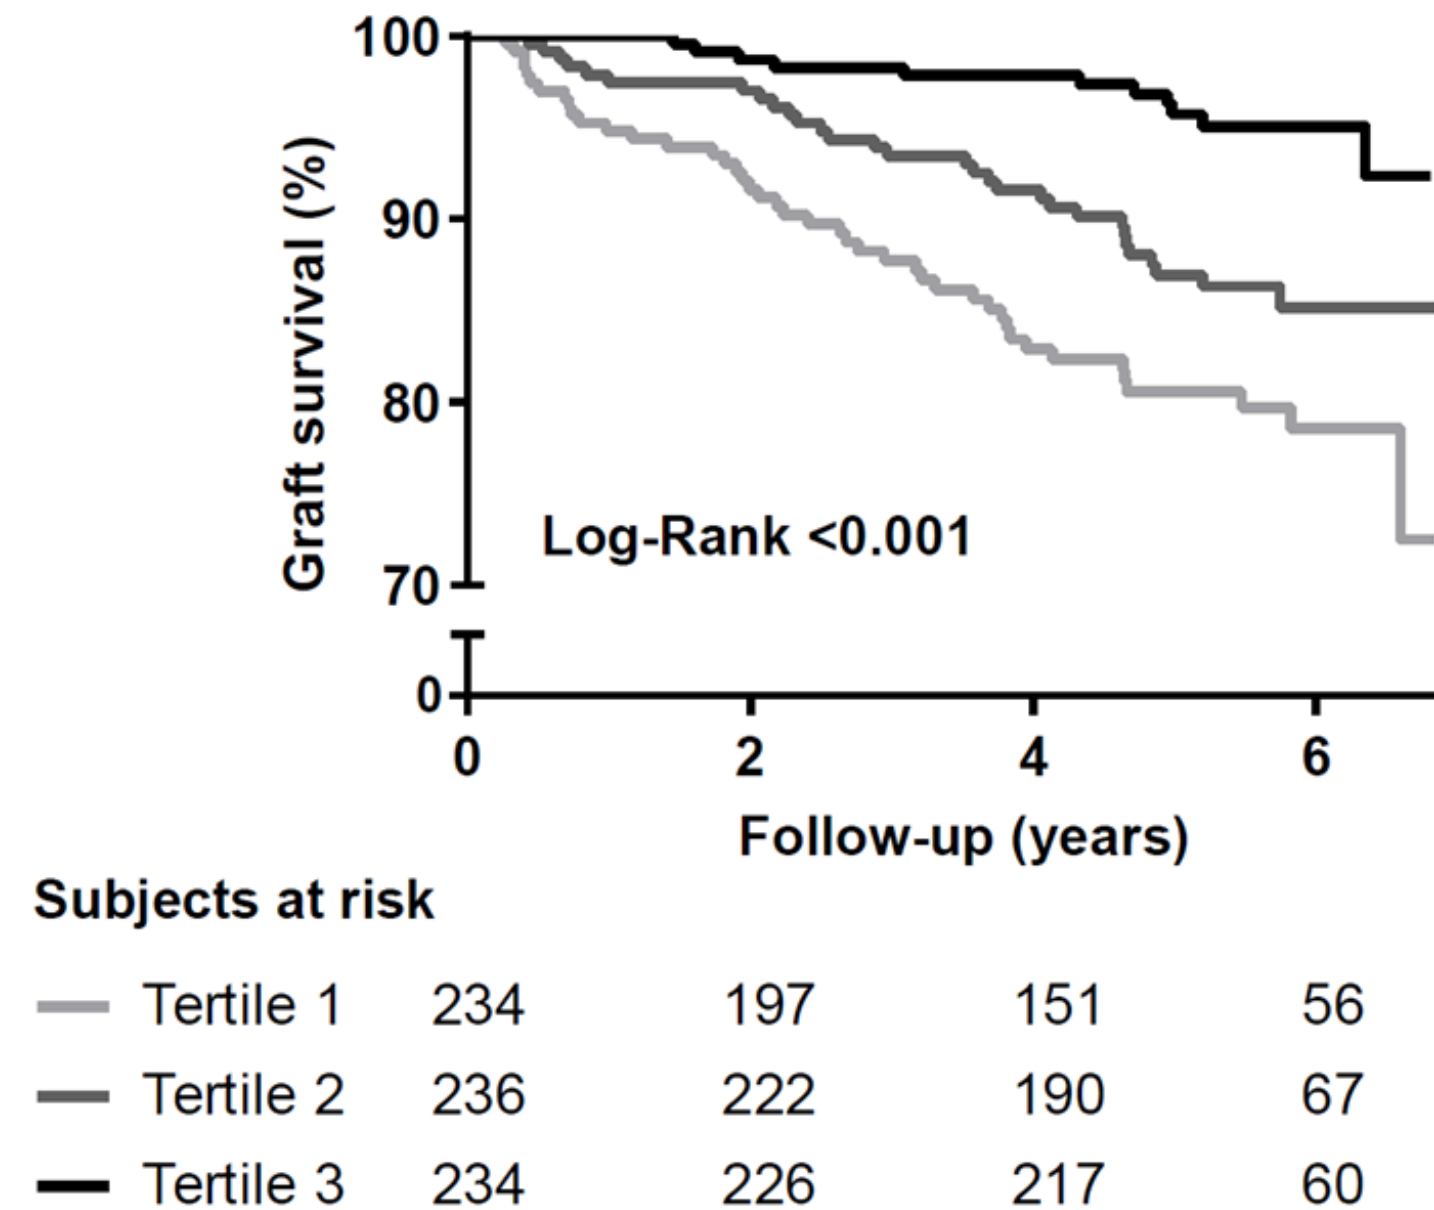 100
90
80
70
0
Graft survival (%)
Log-Rank <0.001
0 2 4 6
Follow-up (years)
Subjects at risk
Tertile 1 234 197 151 56
Tertile 2 236 222 190 67
Tertile 3 234 226 217 60